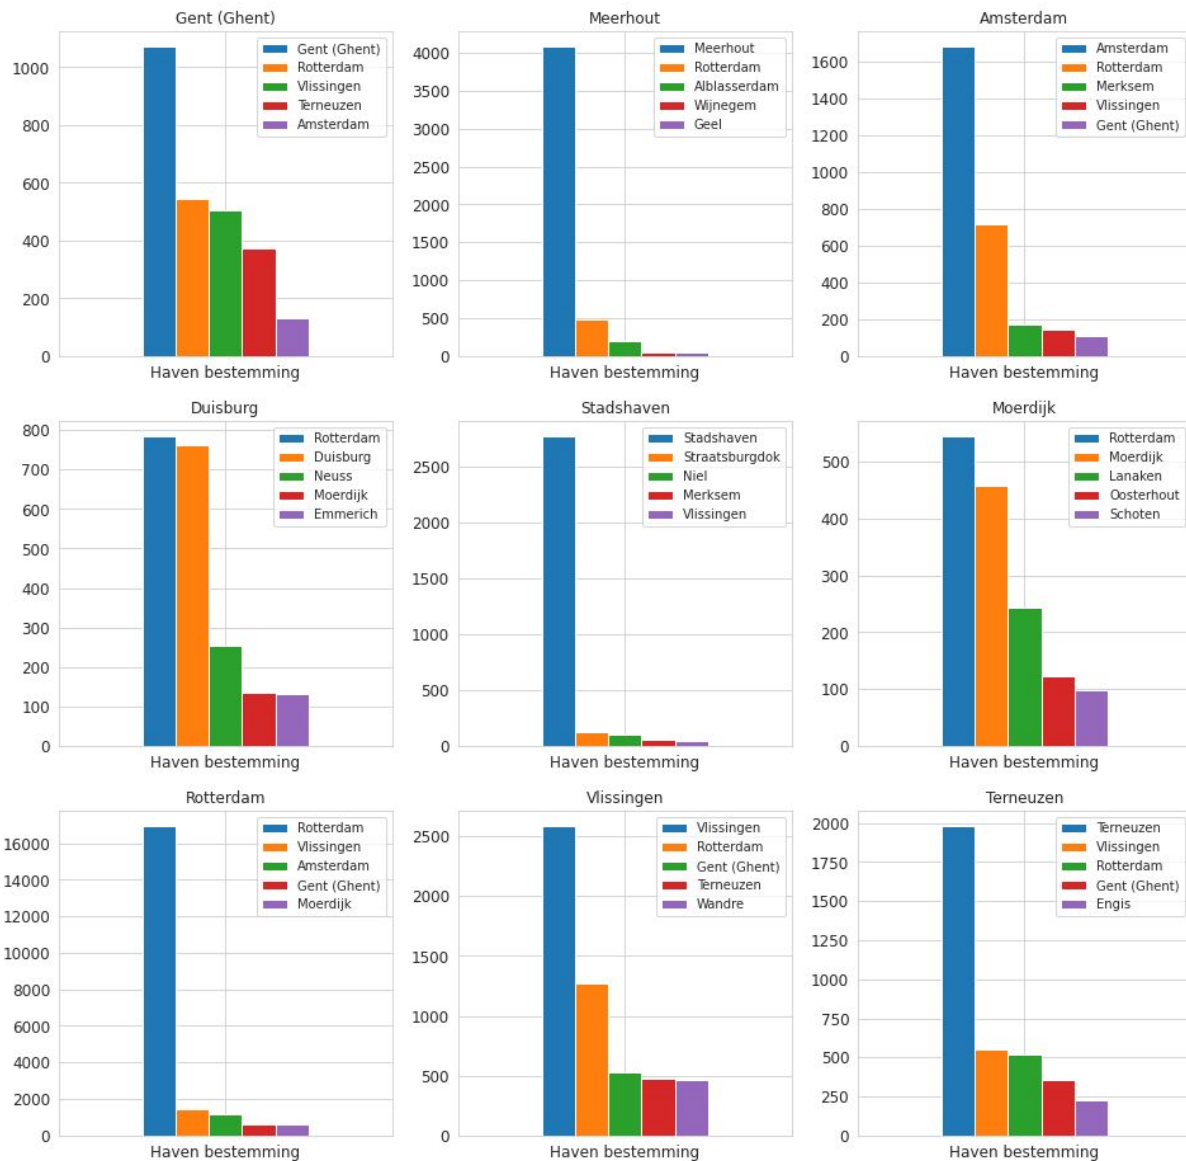 Gent (Ghent)
1000
800
600
400
200
0
Gent (Ghent)
Rotterdam
Vlissingen
Terneuzen
Amsterdam
Haven bestemming
Meerhout
4000
3500
3000
2500
2000
1500
1000
500
0
Meerhout
Rotterdam
Alblasserdam
Wijnegem
Geel
Haven bestemming
Amsterdam
1600
1400
1200
1000
800
600
400
200
0
Amsterdam
Rotterdam
Merksem
Vlissingen
Gent (Ghent)
Haven bestemming
Duisburg
800
700
600
500
400
300
200
100
0
Rotterdam
Duisburg
Neuss
Moerdijk
Emmerich
Haven bestemming
Stadshaven
2500
2000
1500
1000
500
0
Stadshaven
Straatsburgdok
Niel
Merksem
Vlissingen
Haven bestemming
Moerdijk
500
400
300
200
100
0
Rotterdam
Moerdijk
Lanaken
Oosterhout
Schoten
Haven bestemming
Rotterdam
16000
14000
12000
10000
8000
6000
4000
2000
0
Rotterdam
Vlissingen
Amsterdam
Gent (Ghent)
Moerdijk
Haven bestemming
Vlissingen
2500
2000
1500
1000
500
0
Vlissingen
Rotterdam
Gent (Ghent)
Terneuzen
Wandre
Haven bestemming
Terneuzen
2000
1750
1500
1250
1000
750
500
250
0
Terneuzen
Vlissingen
Rotterdam
Gent (Ghent)
Engis
Haven bestemming